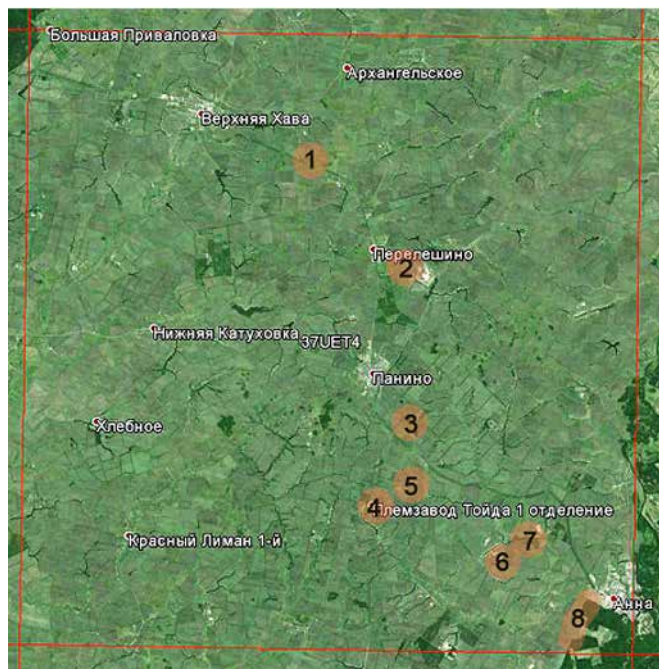 Большая Приваловка
Архангельское
Верхняя Хава
1
Перелешино
2
Нижняя Катуховка
37UET4
Панино
3
Хлебное
5
4
Племзавод Тойда 1 отделение
Красный Лиман 1-й
7
6
Анна
8